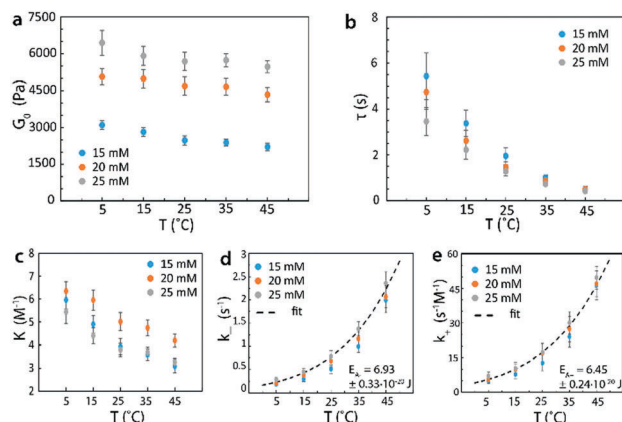 a
7500
6000
4500
3000
1500
0
G₀ (Pa)
15 mM
20 mM
25 mM
5 15 25 35 45
T (˚C)
b
8
6
4
2
0
τ (s)
15 mM
20 mM
25 mM
5 15 25 35 45
T (˚C)
c
8
7
6
5
4
3
2
K (M⁻¹)
15 mM
20 mM
25 mM
5 15 25 35 45
T (˚C)
d
3
2.5
2
1.5
1
0.5
0
k₋ (s⁻¹)
15 mM
20 mM
25 mM
fit
= 6.93
± 0.33·10⁻²⁰ J
5 15 25 35 45
T (˚C)
e
60
45
30
15
0
k₊ (s⁻¹M⁻¹)
15 mM
20 mM
25 mM
fit
= 6.45
± 0.24·10
J
5 15 25 35 45
T (˚C)